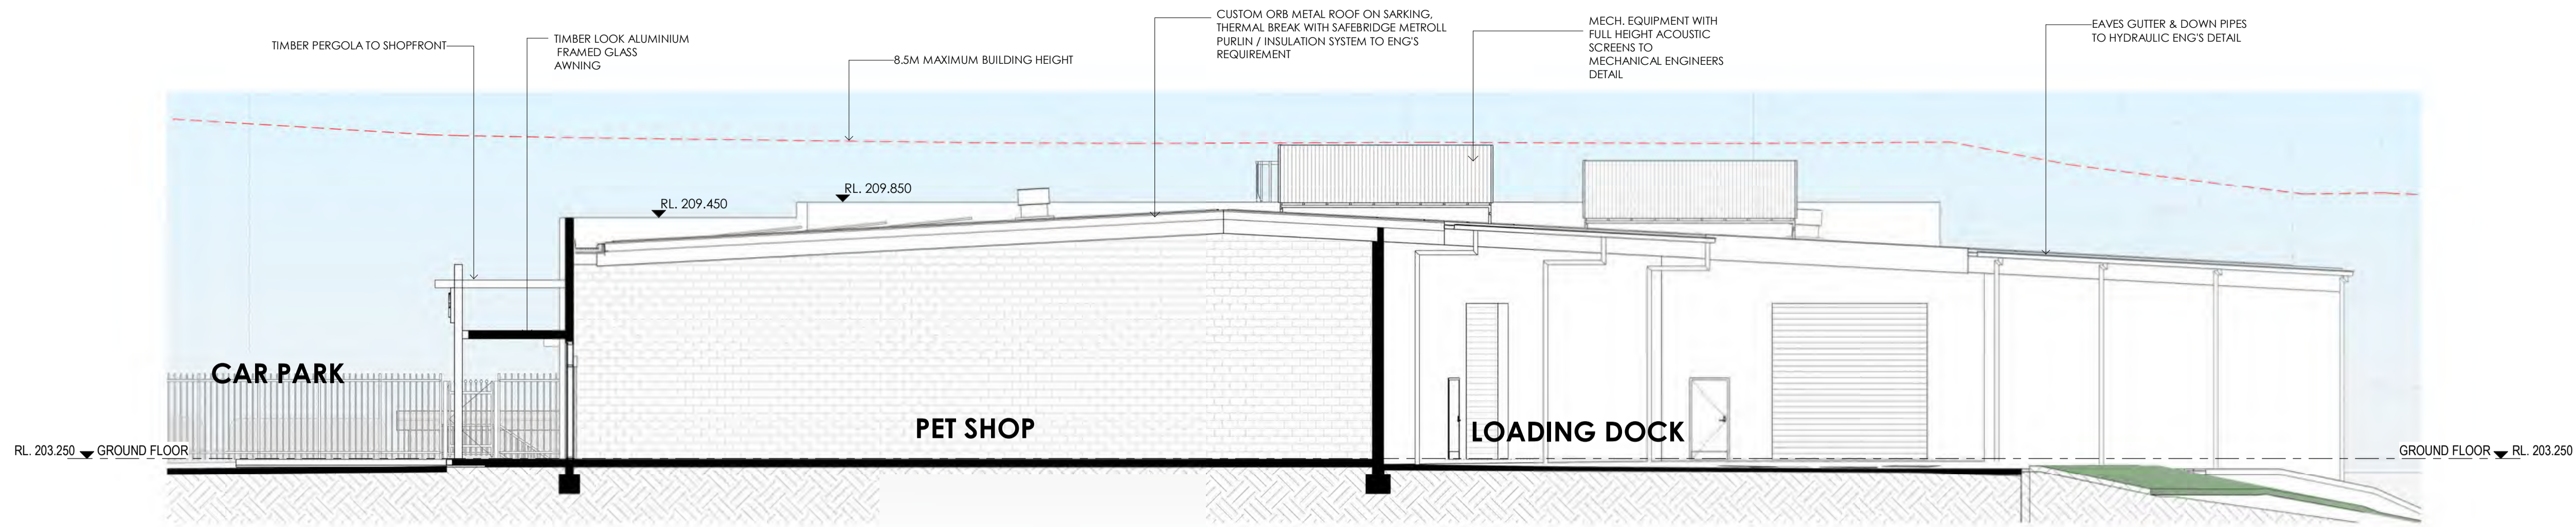 TIMBER PERGOLA TO SHOPFRONT
TIMBER LOOK ALUMINIUM
FRAMED GLASS
AWNING
8.5M MAXIMUM BUILDING HEIGHT
CUSTOM ORB METAL ROOF ON SARKING,
THERMAL BREAK WITH SAFEBRIDGE METROLL
PURLIN / INSULATION SYSTEM TO ENG'S
REQUIREMENT
MECH. EQUIPMENT WITH
FULL HEIGHT ACOUSTIC
SCREENS TO
MECHANICAL ENGINEERS
DETAIL
EAVES GUTTER & DOWN PIPES
TO HYDRAULIC ENG'S DETAIL
RL. 209.450
RL. 209.850
CAR PARK
PET SHOP
LOADING DOCK
RL. 203.250 GROUND FLOOR
GROUND FLOOR RL. 203.250